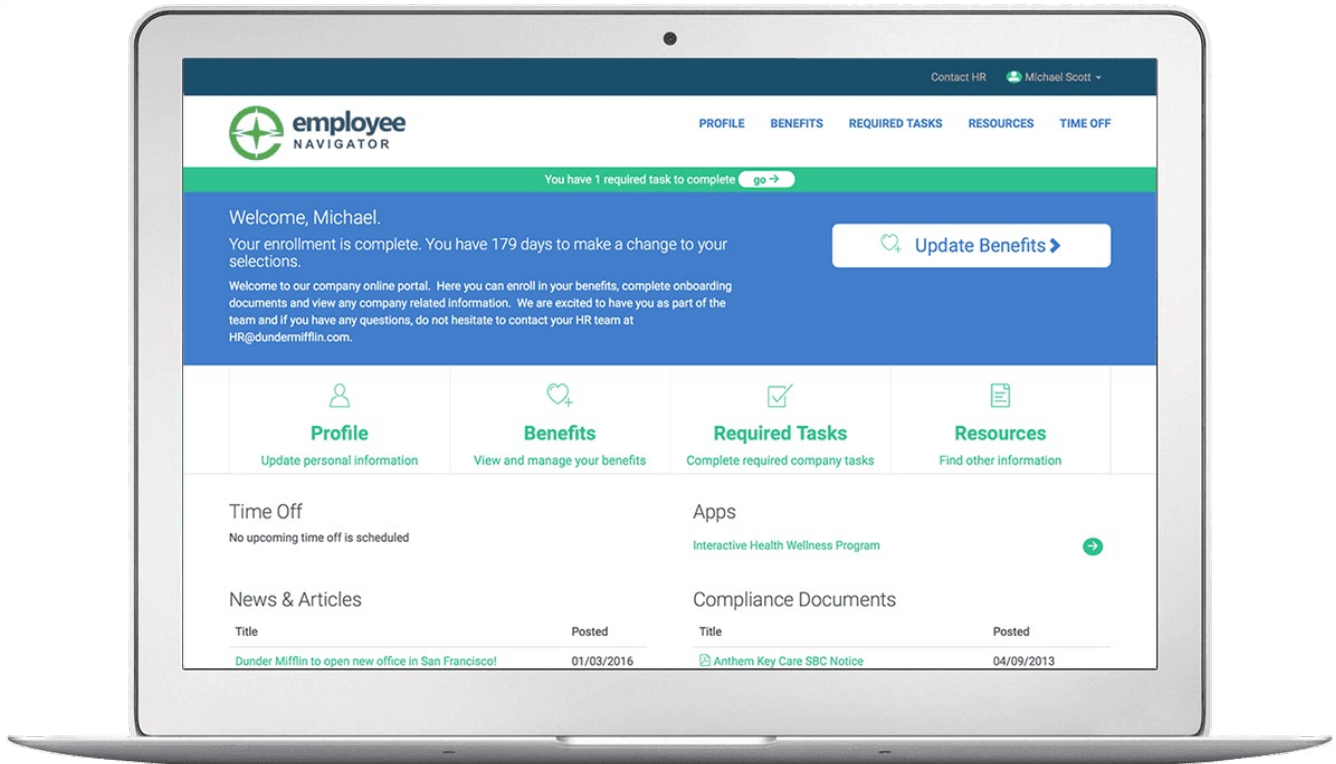 Contact HR Michael Scott
employee
NAVIGATOR
PROFILE BENEFITS REQUIRED TASKS RESOURCES TIME OFF
You have 1 required task to complete go
Welcome, Michael.
Your enrollment is complete. You have 179 days to make a change to your
selections.
Update Benefits
Welcome to our company online portal. Here you can enroll in your benefits, complete onboarding
documents and view any company related information. We are excited to have you as part of the
team and if you have any questions, do not hesitate to contact your HR team at
HR@dundermifflin.com.
Profile
Update personal information
Benefits
View and manage your benefits
Required Tasks
Complete required company tasks
Resources
Find other information
Time Off
No upcoming time off is scheduled
Apps
Interactive Health Wellness Program
News & Articles
Title Posted
Dunder Mifflin to open new office in San Francisco! 01/03/2016
Compliance Documents
Title Posted
Anthem Key Care SBC Notice 04/09/2013